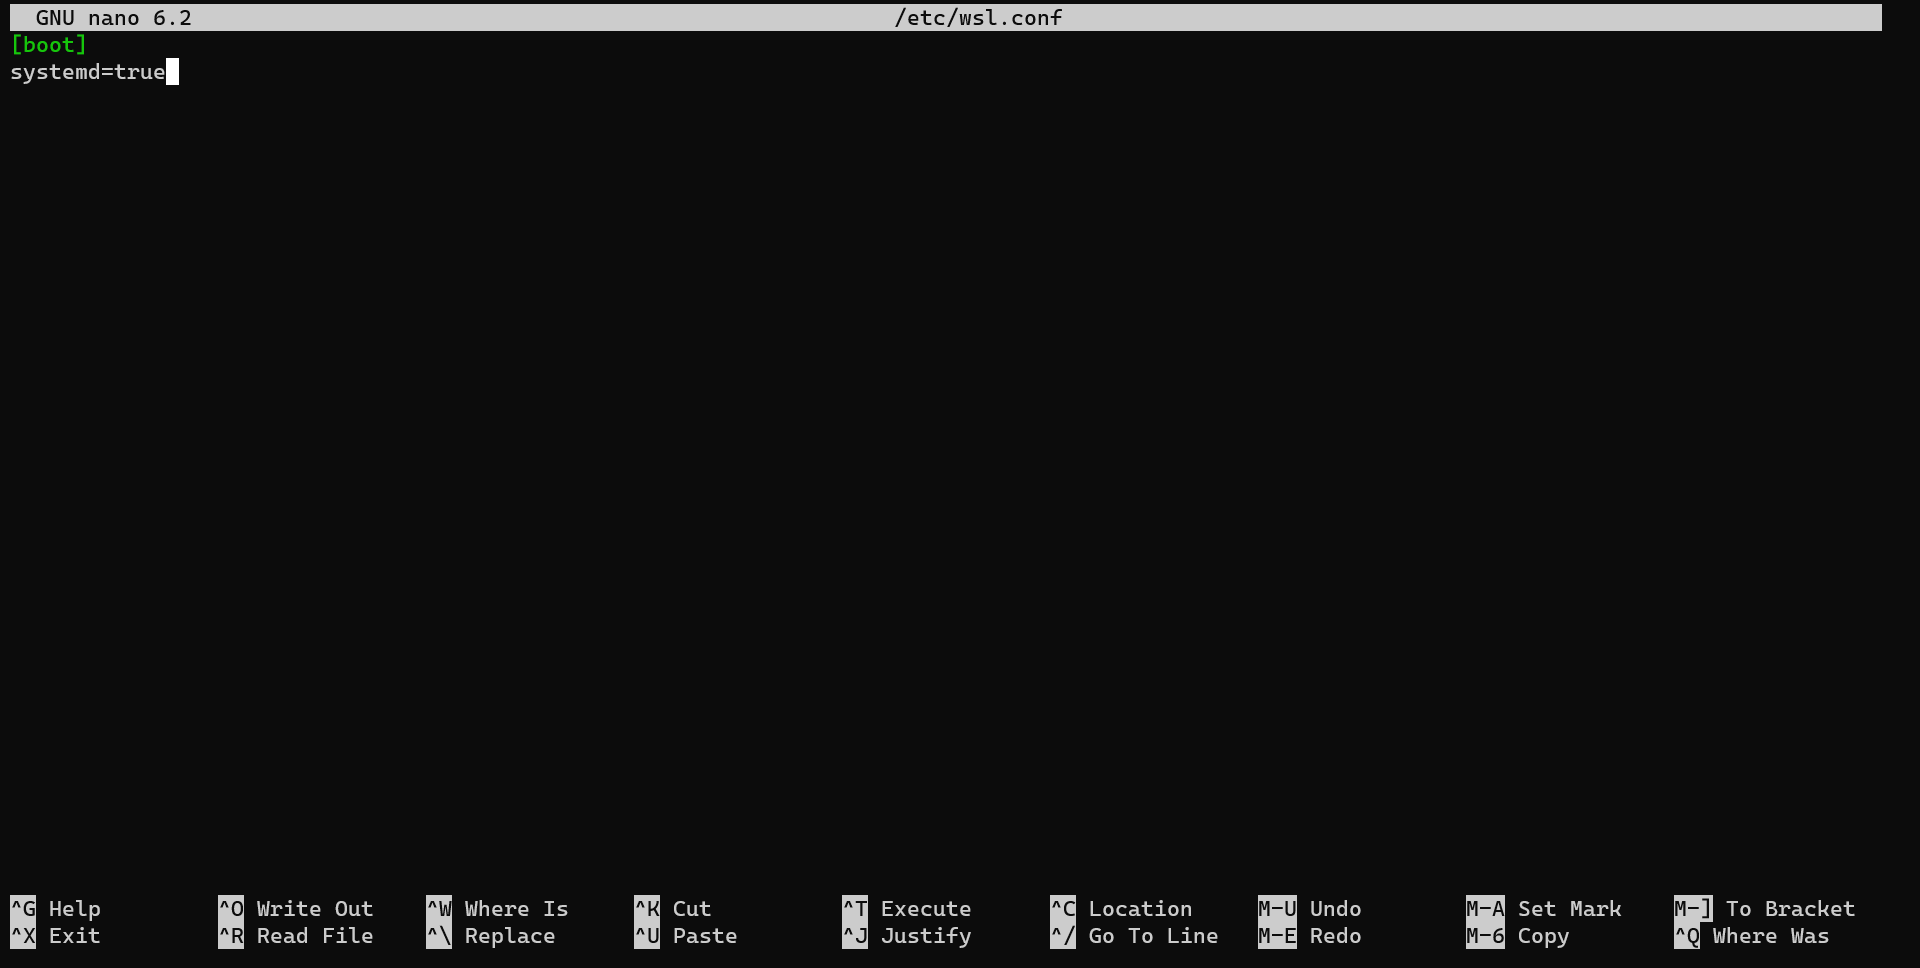 GNU nano 6.2 /etc/wsl.conf
[boot]
systemd=true
^G Help ^O Write Out ^W Where Is ^K Cut ^T Execute ^C Location M-U Undo M-A Set Mark M-] To Bracket
^X Exit ^R Read File ^\ Replace ^U Paste ^J Justify ^/ Go To Line M-E Redo M-6 Copy ^Q Where Was